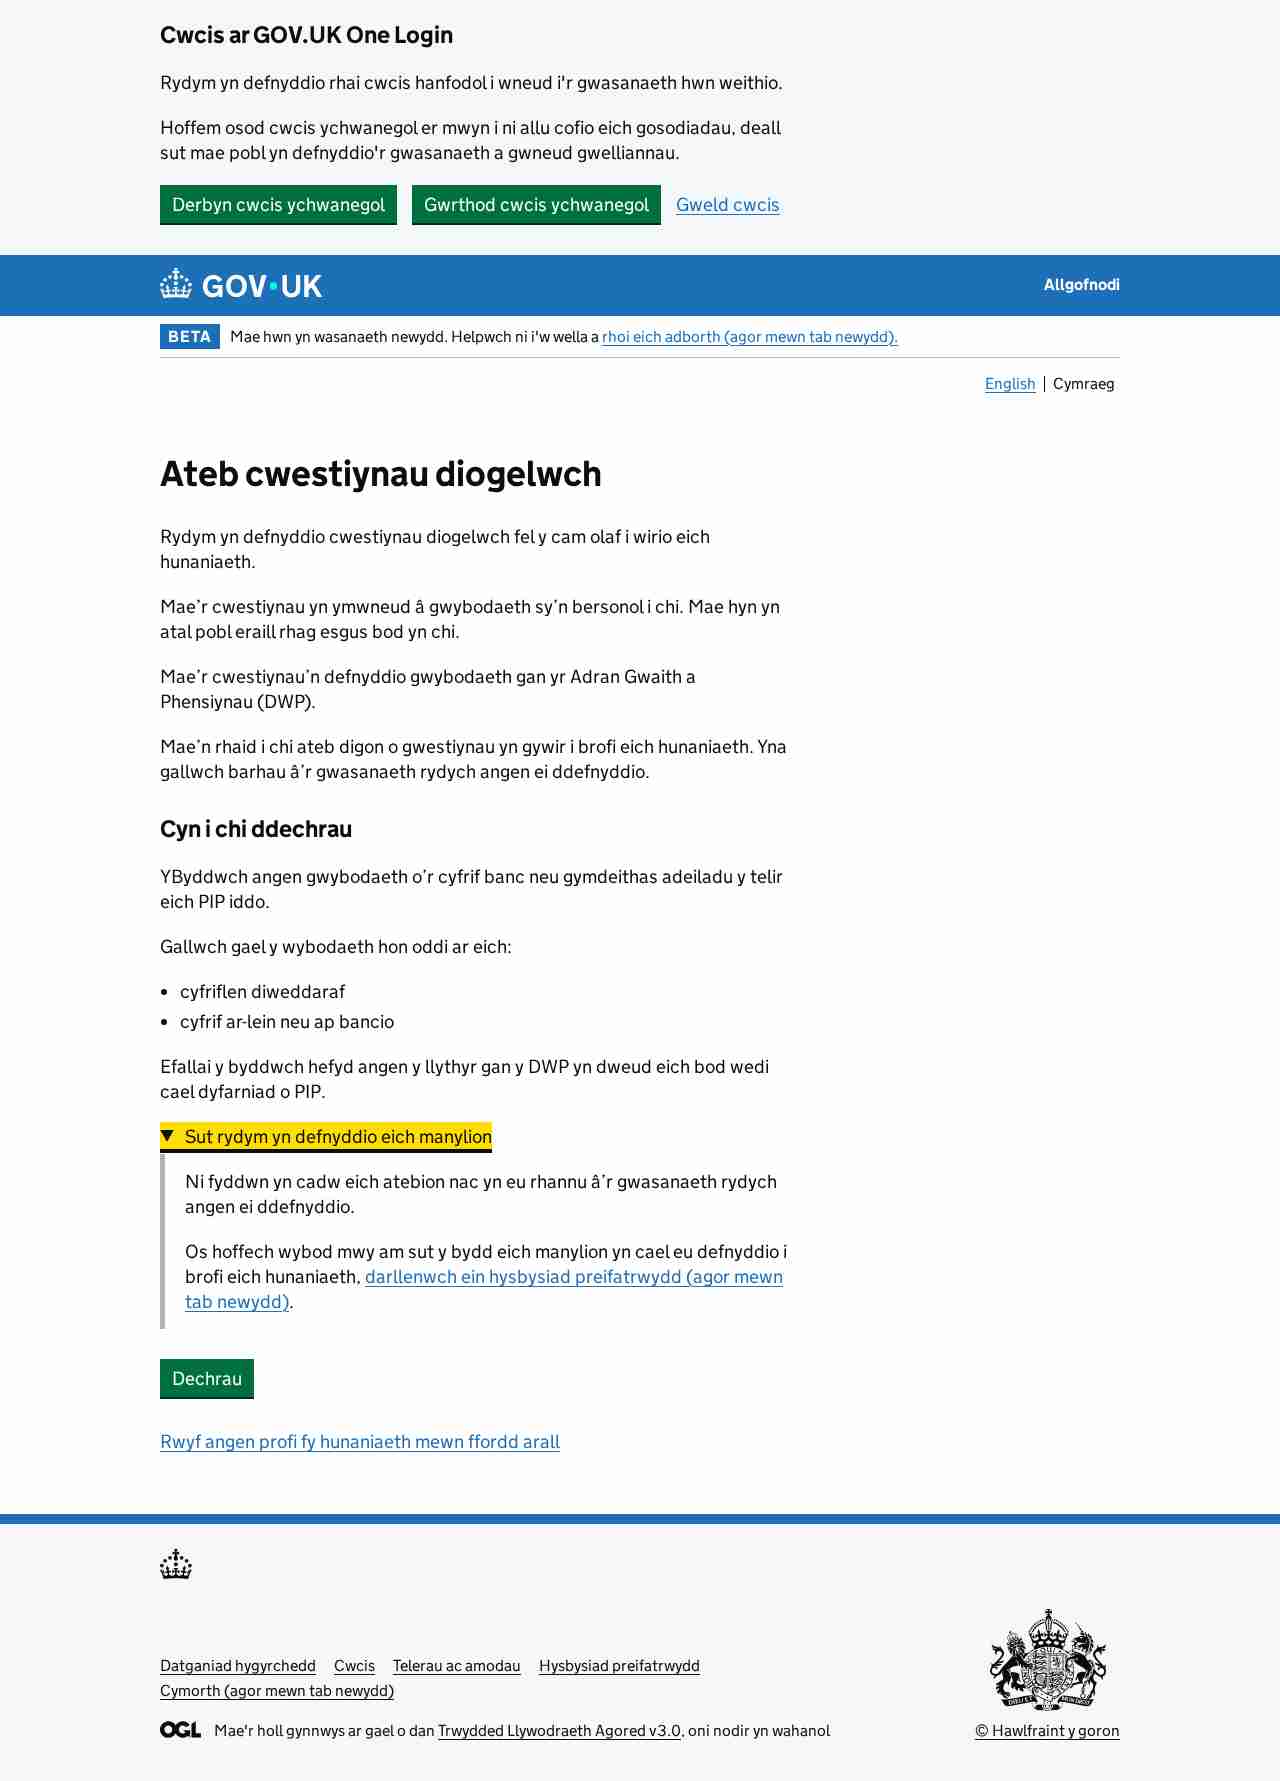 Cwcis ar GOV.UK One Login
Rydym yn defnyddio rhai cwcis hanfodol i wneud i'r gwasanaeth hwn weithio.
Hoffem osod cwcis ychwanegol er mwyn i ni allu cofio eich gosodiadau, deall
sut mae pobl yn defnyddio'r gwasanaeth a gwneud gwelliannau.
Derbyn cwcis ychwanegol Gwrthod cwcis ychwanegol Gweld cwcis
GOV·UK Allgofnodi
BETA Mae hwn yn wasanaeth newydd. Helpwch ni i'w wella a rhoi eich adborth (agor mewn tab newydd).
English Cymraeg
Ateb cwestiynau diogelwch
Rydym yn defnyddio cwestiynau diogelwch fel y cam olaf i wirio eich
hunaniaeth.
Mae’r cwestiynau yn ymwneud â gwybodaeth sy’n bersonol i chi. Mae hyn yn
atal pobl eraill rhag esgus bod yn chi.
Mae’r cwestiynau’n defnyddio gwybodaeth gan yr Adran Gwaith a
Phensiynau (DWP).
Mae’n rhaid i chi ateb digon o gwestiynau yn gywir i brofi eich hunaniaeth. Yna
gallwch barhau â’r gwasanaeth rydych angen ei ddefnyddio.
Cyn i chi ddechrau
YByddwch angen gwybodaeth o’r cyfrif banc neu gymdeithas adeiladu y telir
eich PIP iddo.
Gallwch gael y wybodaeth hon oddi ar eich:
• cyfriflen diweddaraf
• cyfrif ar-lein neu ap bancio
Efallai y byddwch hefyd angen y llythyr gan y DWP yn dweud eich bod wedi
cael dyfarniad o PIP.
Sut rydym yn defnyddio eich manylion
Ni fyddwn yn cadw eich atebion nac yn eu rhannu â’r gwasanaeth rydych
angen ei ddefnyddio.
Os hoffech wybod mwy am sut y bydd eich manylion yn cael eu defnyddio i
brofi eich hunaniaeth, darllenwch ein hysbysiad preifatrwydd (agor mewn
tab newydd).
Dechrau
Rwyf angen profi fy hunaniaeth mewn ffordd arall
Datganiad hygyrchedd Cwcis Telerau ac amodau Hysbysiad preifatrwydd
Cymorth (agor mewn tab newydd)
OGL Mae'r holl gynnwys ar gael o dan Trwydded Llywodraeth Agored v3.0, oni nodir yn wahanol
© Hawlfraint y goron